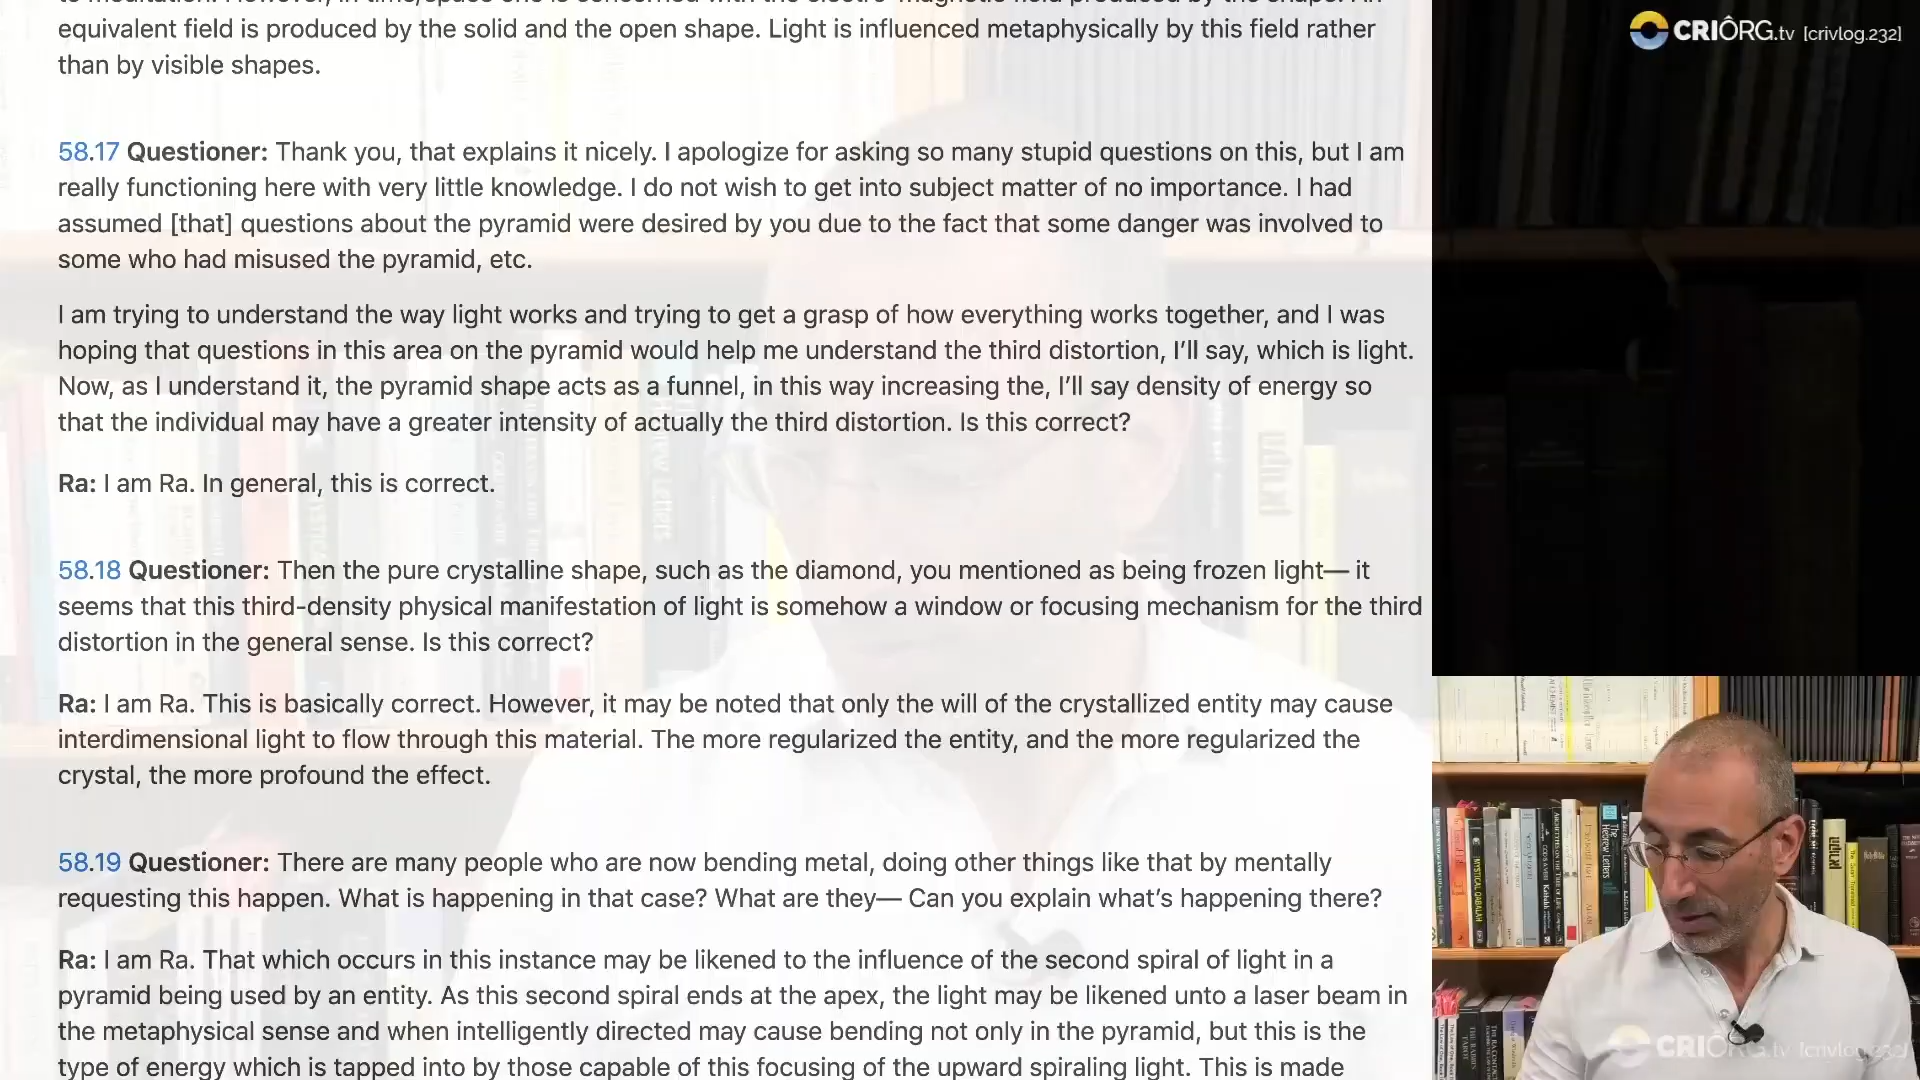 equivalent field is produced by the solid and the open shape. Light is influenced metaphysically by this field rather
than by visible shapes.
58.17 Questioner: Thank you, that explains it nicely. I apologize for asking so many stupid questions on this, but I am
really functioning here with very little knowledge. I do not wish to get into subject matter of no importance. I had
assumed [that] questions about the pyramid were desired by you due to the fact that some danger was involved to
some who had misused the pyramid, etc.
I am trying to understand the way light works and trying to get a grasp of how everything works together, and I was
hoping that questions in this area on the pyramid would help me understand the third distortion, I’ll say, which is light.
Now, as I understand it, the pyramid shape acts as a funnel, in this way increasing the, I’ll say density of energy so
that the individual may have a greater intensity of actually the third distortion. Is this correct?
Ra: I am Ra. In general, this is correct.
58.18 Questioner: Then the pure crystalline shape, such as the diamond, you mentioned as being frozen light— it
seems that this third-density physical manifestation of light is somehow a window or focusing mechanism for the third
distortion in the general sense. Is this correct?
Ra: I am Ra. This is basically correct. However, it may be noted that only the will of the crystallized entity may cause
interdimensional light to flow through this material. The more regularized the entity, and the more regularized the
crystal, the more profound the effect.
58.19 Questioner: There are many people who are now bending metal, doing other things like that by mentally
requesting this happen. What is happening in that case? What are they— Can you explain what’s happening there?
Ra: I am Ra. That which occurs in this instance may be likened to the influence of the second spiral of light in a
pyramid being used by an entity. As this second spiral ends at the apex, the light may be likened unto a laser beam in
the metaphysical sense and when intelligently directed may cause bending not only in the pyramid, but this is the
type of energy which is tapped into by those capable of this focusing of the upward spiraling light. This is made
CRIÔRG.tv [crivlog.232]
The Hebrew Letters
MYSTICAL QABALAH
CRIÔRG.tv [crivlog.232]